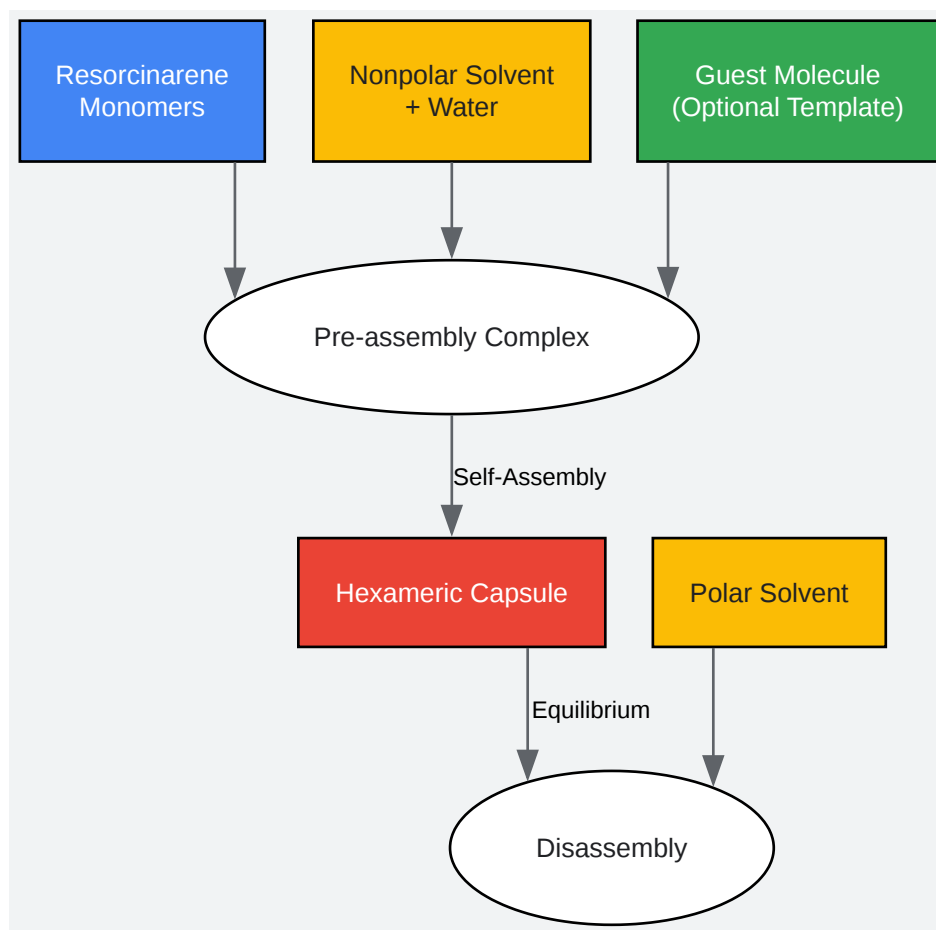 Resorcinarene
Monomers
Nonpolar Solvent
+ Water
Guest Molecule
(Optional Template)
Pre-assembly Complex
Self-Assembly
Hexameric Capsule
Polar Solvent
Equilibrium
Disassembly